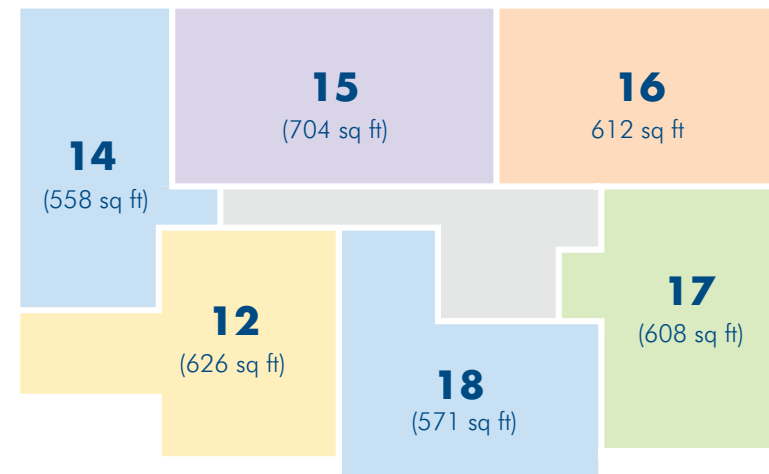 15
(704 sq ft)
16
612 sq ft
14
(558 sq ft)
12
(626 sq ft)
17
(608 sq ft)
18
(571 sq ft)